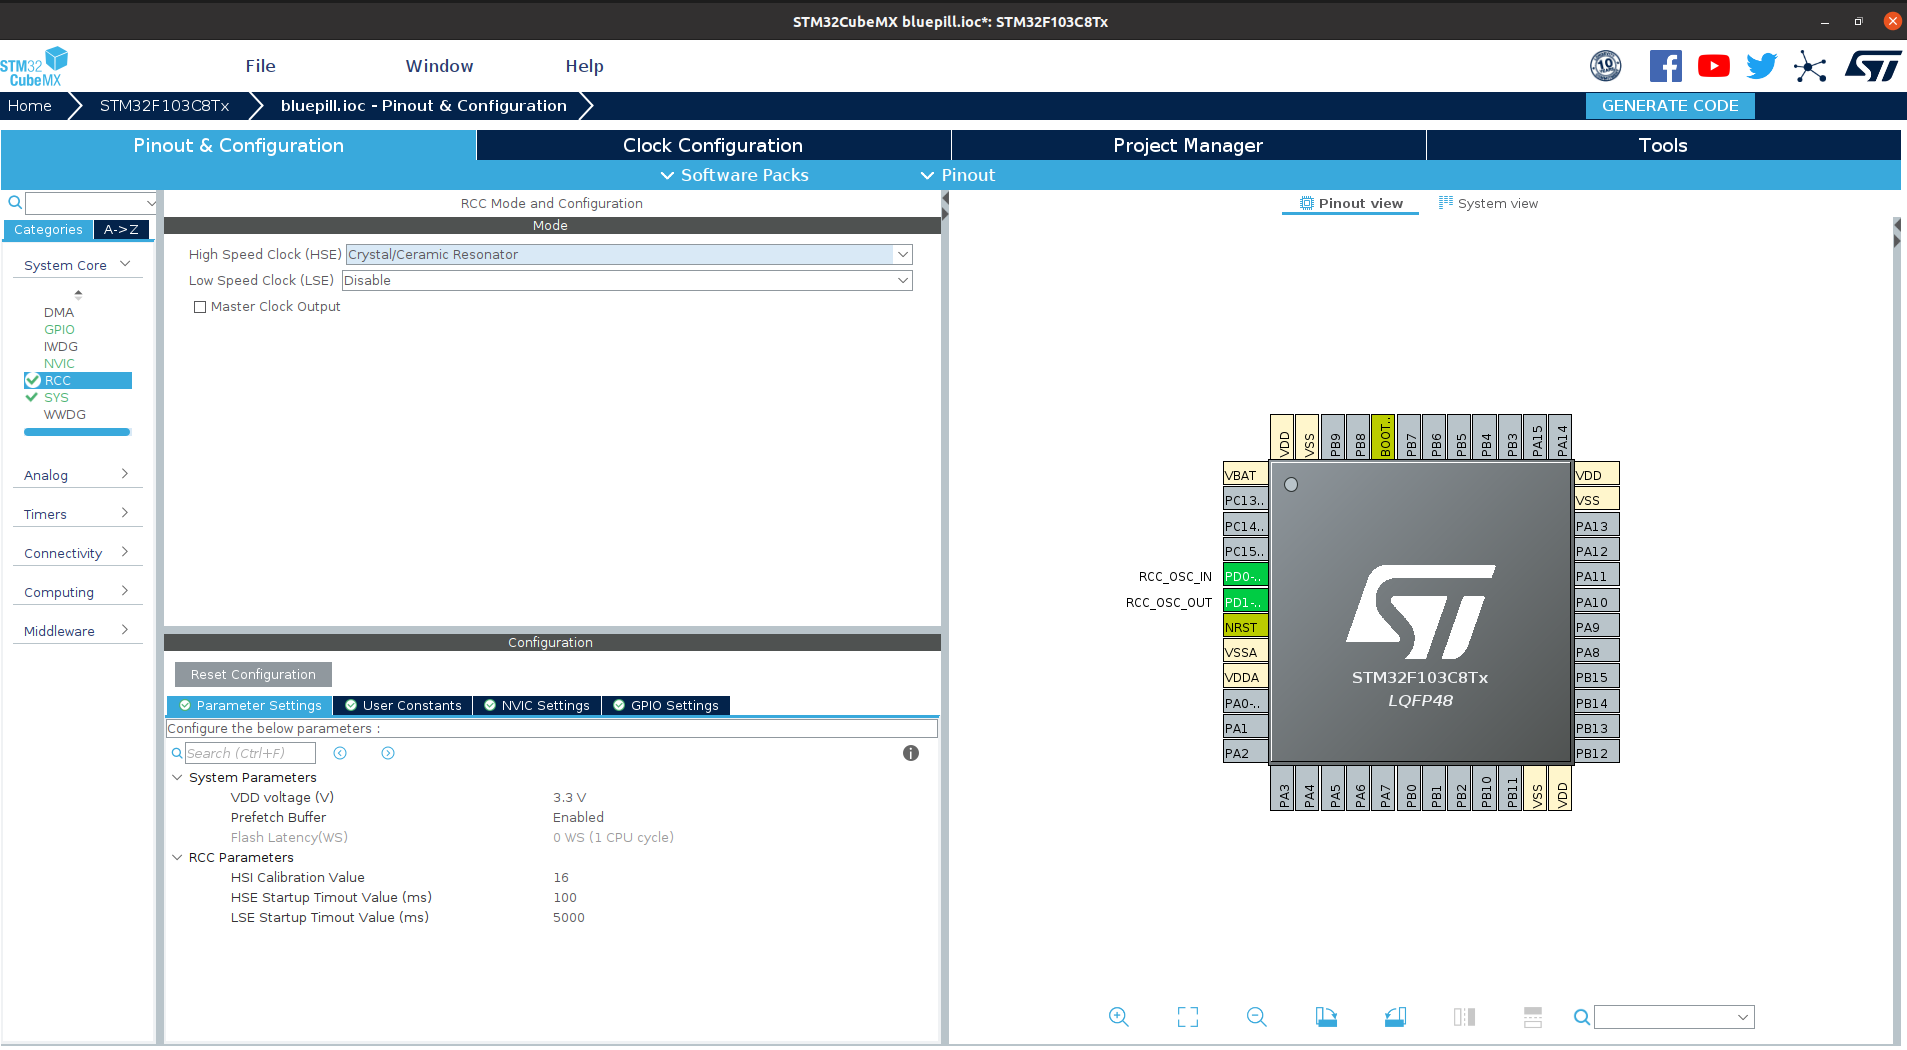 STM32CubeMX bluepill.ioc*: STM32F103C8Tx
STM32
CubeMX
File
Window
Help
10
ST
Home
STM32F103C8Tx
bluepill.ioc - Pinout & Configuration
GENERATE CODE
Pinout & Configuration
Clock Configuration
Project Manager
Tools
Software Packs
Pinout
Categories
A->Z
System Core
DMA
GPIO
IWDG
NVIC
RCC
SYS
WWDG
Analog
Timers
Connectivity
Computing
Middleware
RCC Mode and Configuration
Mode
High Speed Clock (HSE) Crystal/Ceramic Resonator
Low Speed Clock (LSE) Disable
Master Clock Output
Configuration
Reset Configuration
Parameter Settings
User Constants
NVIC Settings
GPIO Settings
Configure the below parameters :
Search (Ctrl+F)
System Parameters
VDD voltage (V) 3.3 V
Prefetch Buffer Enabled
Flash Latency(WS) 0 WS (1 CPU cycle)
RCC Parameters
HSI Calibration Value 16
HSE Startup Timout Value (ms) 100
LSE Startup Timout Value (ms) 5000
Pinout view
System view
VDD
VSS
PB9
PB8
BOOT..
PB7
PB6
PB5
PB4
PB3
PA15
PA14
VBAT
PC13..
PC14..
PC15..
RCC_OSC_IN PD0-..
RCC_OSC_OUT PD1-..
NRST
VSSA
VDDA
PA0-..
PA1
PA2
ST
STM32F103C8Tx
LQFP48
VDD
VSS
PA13
PA12
PA11
PA10
PA9
PA8
PB15
PB14
PB13
PB12
PA3
PA4
PA5
PA6
PA7
PB0
PB1
PB2
PB10
PB11
VSS
VDD